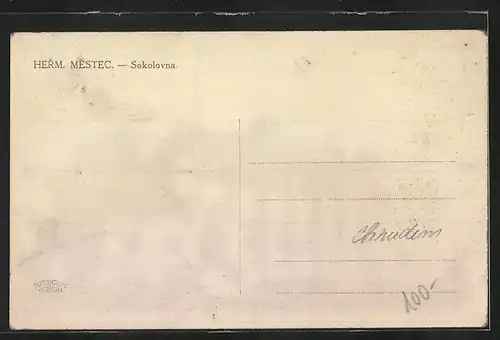 HEŘM. MĚSTEC. — Sokolovna.
Chrudim
100-